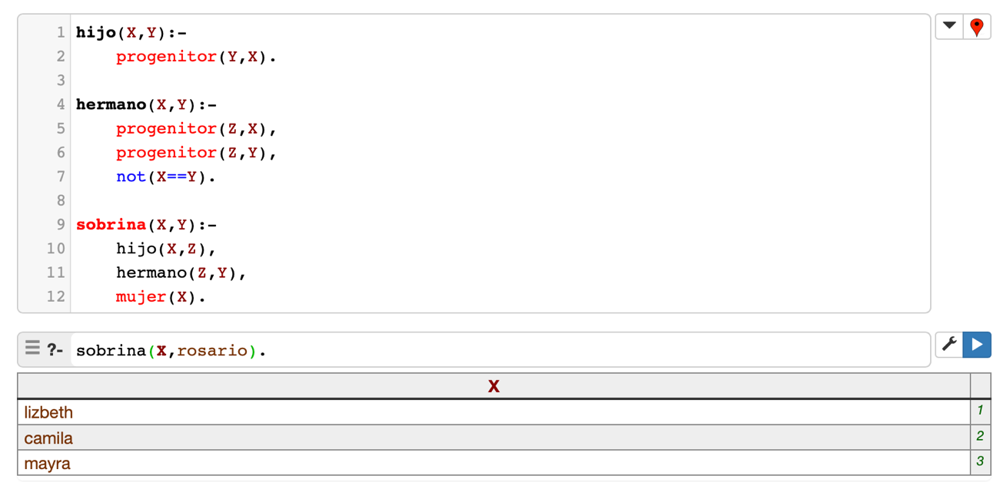 1 hijo(X,Y):-
2     progenitor(Y,X).
3
4 hermano(X,Y):-
5     progenitor(Z,X),
6     progenitor(Z,Y),
7     not(X==Y).
8
9 sobrina(X,Y):-
10     hijo(X,Z),
11     hermano(Z,Y),
12     mujer(X).
?- sobrina(X,rosario).
X
lizbeth 1
camila 2
mayra 3